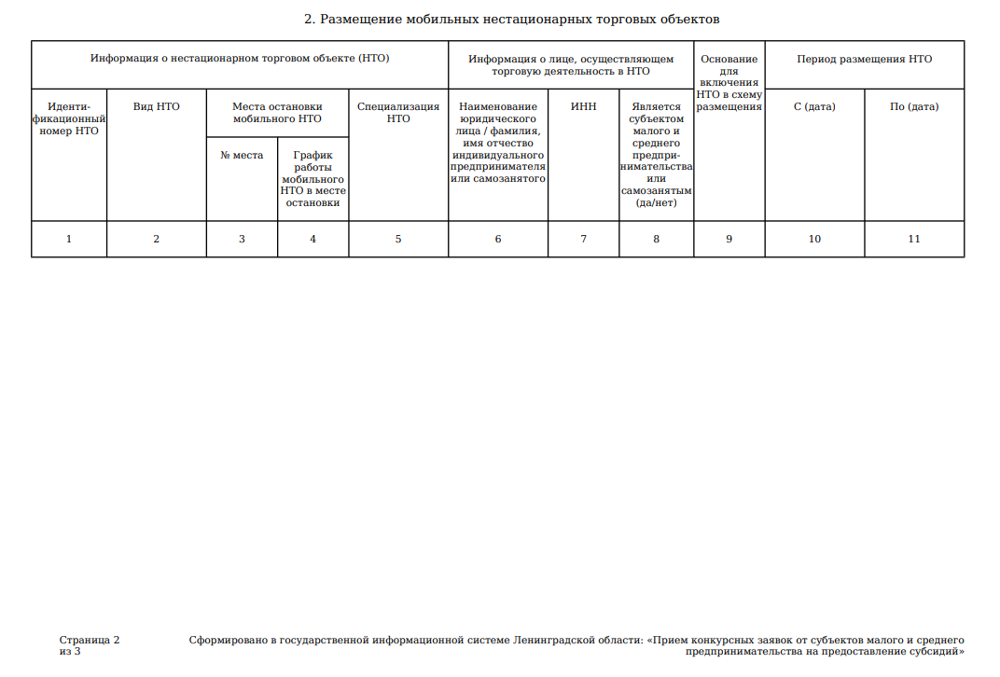 2. Размещение мобильных нестационарных торговых объектов
Информация о нестационарном торговом объекте (НТО)
Информация о лице, осуществляющем
торговую деятельность в НТО
Основание
для
включения
НТО в схему
размещения
Период размещения НТО
Иденти-
фикационный
номер НТО
Вид НТО
Места остановки
мобильного НТО
Специализация
НТО
Наименование
юридического
лица / фамилия,
имя отчество
индивидуального
предпринимателя
или самозанятого
ИНН
Является
субъектом
малого и
среднего
предпри-
нимательства
или
самозанятым
(да/нет)
С (дата)
По (дата)
№ места
График
работы
мобильного
НТО в месте
остановки
1 2 3 4 5 6 7 8 9 10 11
Страница 2
из 3
Сформировано в государственной информационной системе Ленинградской области: «Прием конкурсных заявок от субъектов малого и среднего
предпринимательства на предоставление субсидий»